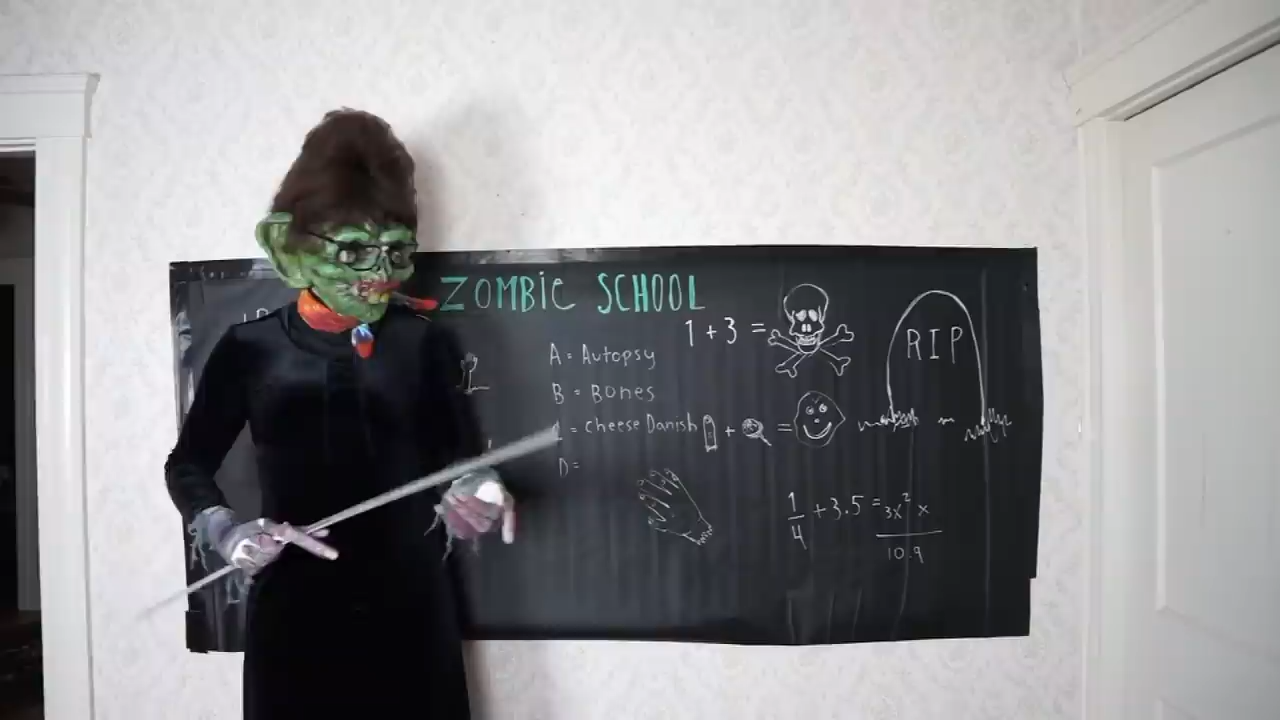 ZOMBiE SCHOOL
1 + 3 =
A = Autopsy
B = Bones
= cheese Danish + =
D =
RIP
1/4 + 3.5 = 3x² x / 10.9